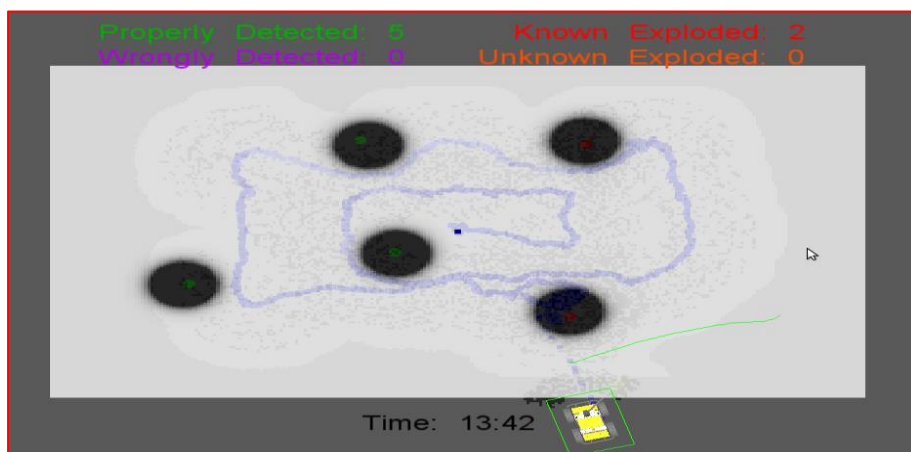 Properly Detected: 5 Known Exploded: 2
Wrongly Detected: 0 Unknown Exploded: 0
Time: 13:42